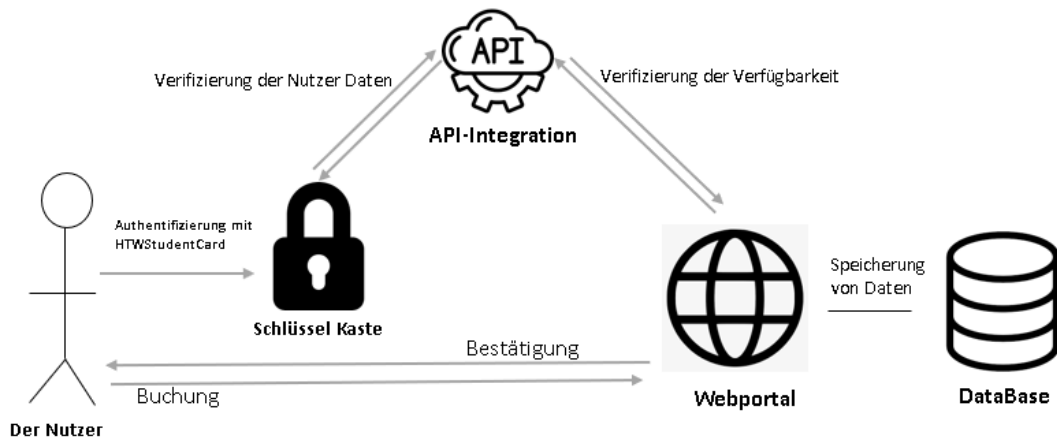 API
Verifizierung der Nutzer Daten
Verifizierung der Verfügbarkeit
API-Integration
Authentifizierung mit
HTWStudentCard
Speicherung
von Daten
Schlüssel Kaste
Bestätigung
Buchung
Webportal
DataBase
Der Nutzer